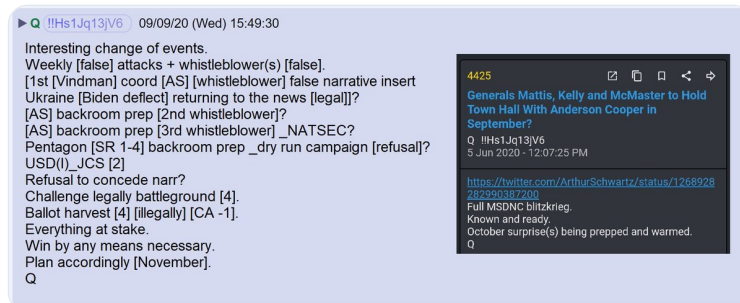 Q !!Hs1Jq13jV6 09/09/20 (Wed) 15:49:30
Interesting change of events.
Weekly [false] attacks + whistleblower(s) [false].
[1st [Vindman] coord [AS] [whistleblower] false narrative insert
Ukraine [Biden deflect] returning to the news [legal]]?
[AS] backroom prep [2nd whistleblower]?
[AS] backroom prep [3rd whistleblower] _NATSEC?
Pentagon [SR 1-4] backroom prep _dry run campaign [refusal]?
USD(I)_JCS [2]
Refusal to concede narr?
Challenge legally battleground [4].
Ballot harvest [4] [illegally] [CA -1].
Everything at stake.
Win by any means necessary.
Plan accordingly [November].
Q
4425
Generals Mattis, Kelly and McMaster to Hold
Town Hall With Anderson Cooper in
September?
Q !!Hs1Jq13jV6
5 Jun 2020 - 12:07:25 PM
https://twitter.com/ArthurSchwartz/status/1268928
282990387200
Full MSDNC blitzkrieg.
Known and ready.
October surprise(s) being prepped and warmed.
Q